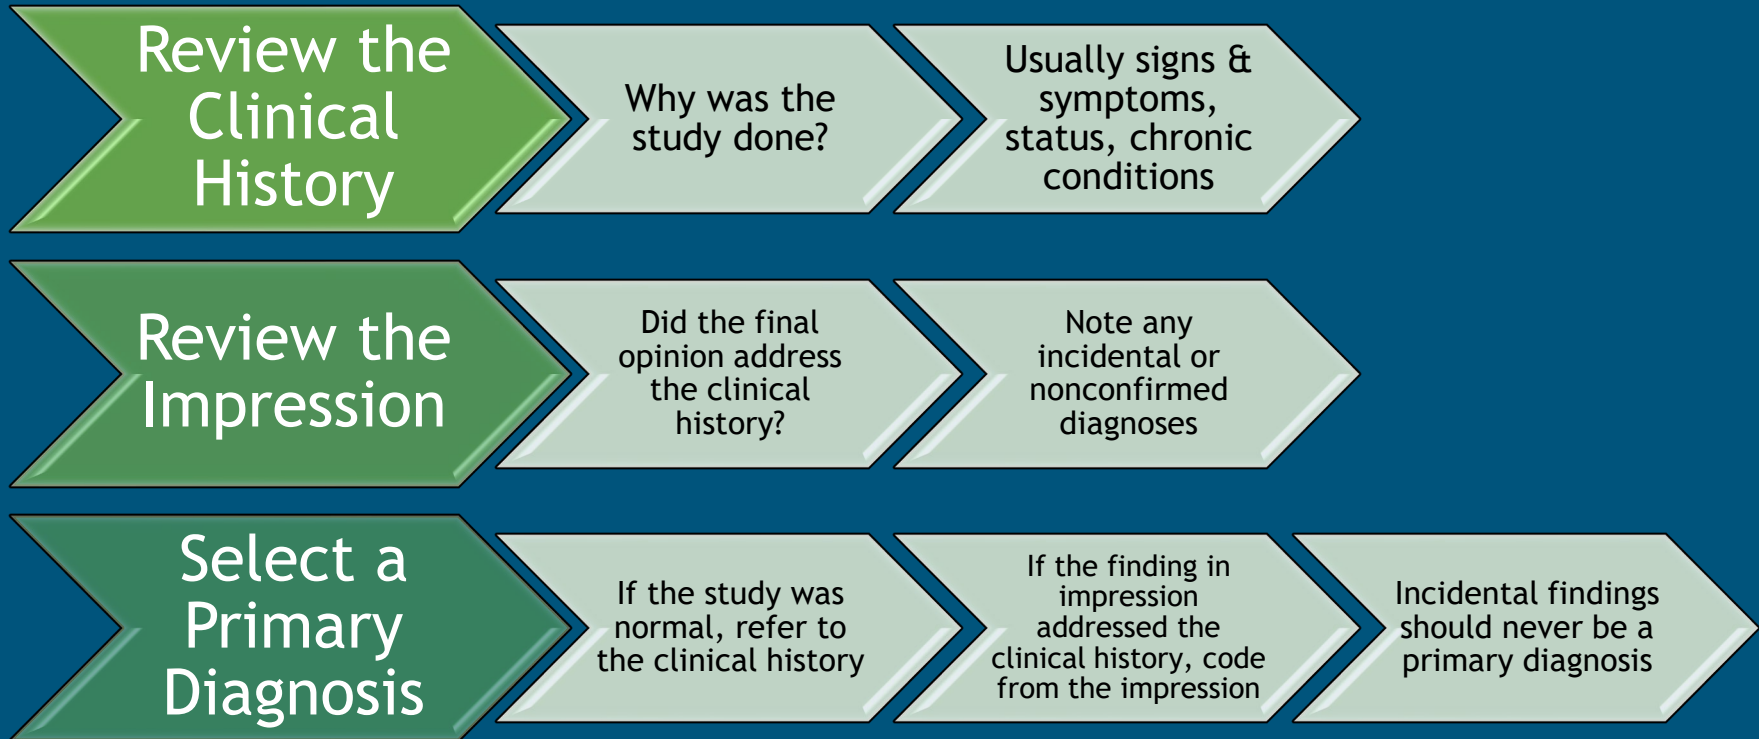 Review the
Clinical
History
Why was the
study done?
Usually signs &
symptoms,
status, chronic
conditions
Review the
Impression
Did the final
opinion address
the clinical
history?
Note any
incidental or
nonconfirmed
diagnoses
Select a
Primary
Diagnosis
If the study was
normal, refer to
the clinical history
If the finding in
impression
addressed the
clinical history, code
from the impression
Incidental findings
should never be a
primary diagnosis